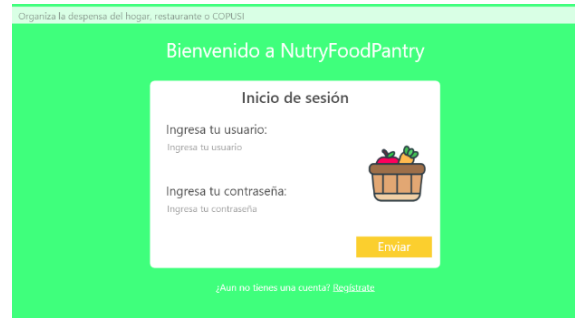 Organiza la despensa del hogar, restaurante o COPUSI
Bienvenido a NutryFoodPantry
Inicio de sesión
Ingresa tu usuario:
Ingresa tu usuario
Ingresa tu contraseña:
Ingresa tu contraseña
Enviar
¿Aun no tienes una cuenta? Registrate